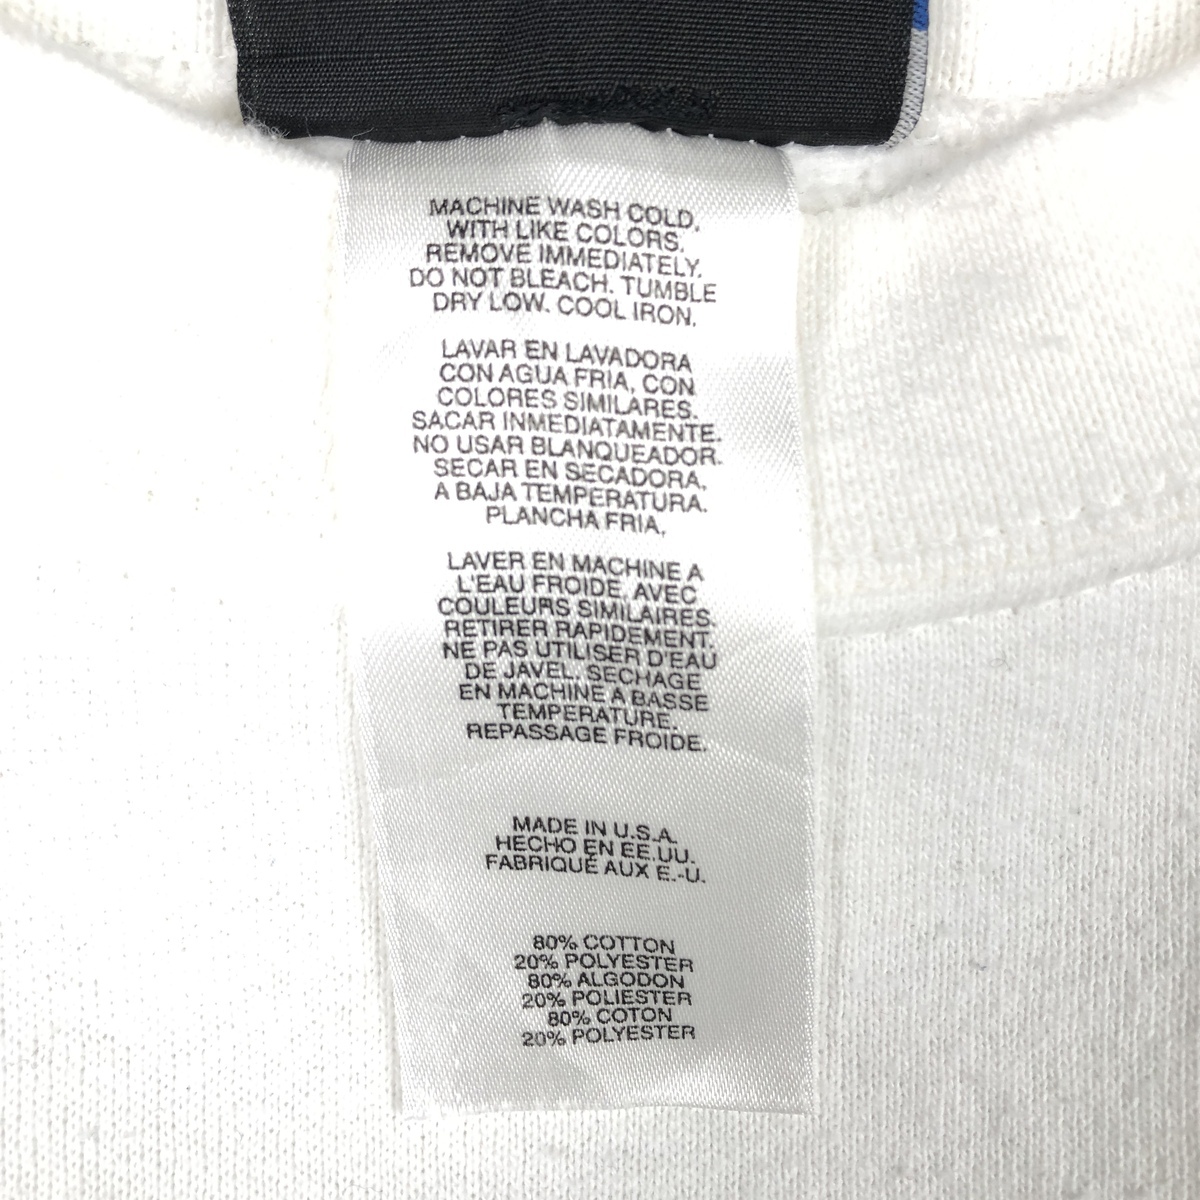 MACHINE WASH COLD,
WITH LIKE COLORS.
REMOVE IMMEDIATELY.
DO NOT BLEACH. TUMBLE
DRY LOW. COOL IRON.
LAVAR EN LAVADORA
CON AGUA FRIA, CON
COLORES SIMILARES.
SACAR INMEDIATAMENTE.
NO USAR BLANQUEADOR.
SECAR EN SECADORA,
A BAJA TEMPERATURA.
PLANCHA FRIA.
LAVER EN MACHINE A
L'EAU FROIDE, AVEC
COULEURS SIMILAIRES.
RETIRER RAPIDEMENT.
NE PAS UTILISER D'EAU
DE JAVEL. SECHAGE
EN MACHINE A BASSE
TEMPERATURE.
REPASSAGE FROIDE.
MADE IN U.S.A.
HECHO EN EE.UU.
FABRIQUÉ AUX E.-U.
80% COTTON
20% POLYESTER
80% ALGODON
20% POLIESTER
80% COTON
20% POLYESTER